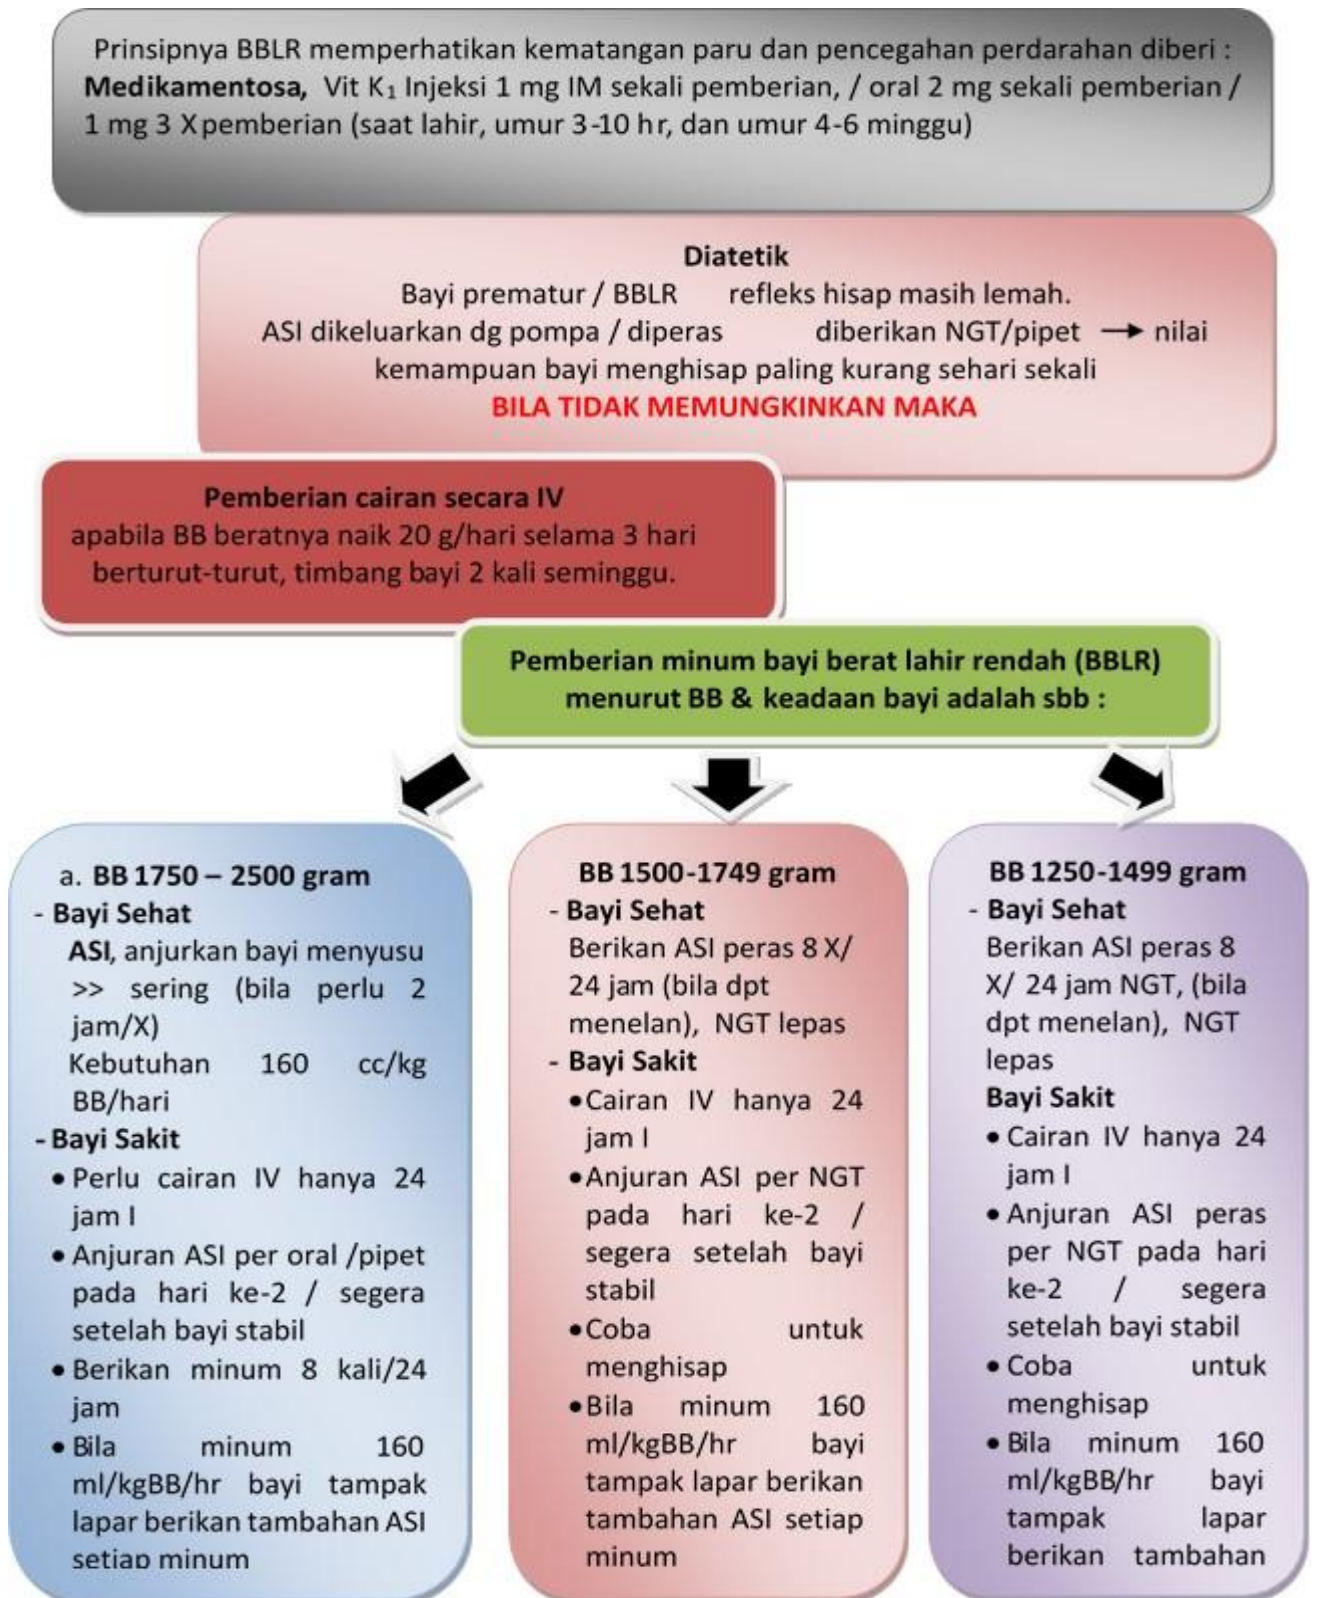 Prinsipnya BBLR memperhatikan kematangan paru dan pencegahan perdarahan diberi :
Medikamentosa, Vit K₁ Injeksi 1 mg IM sekali pemberian, / oral 2 mg sekali pemberian /
1 mg 3 X pemberian (saat lahir, umur 3-10 hr, dan umur 4-6 minggu)
Diatetik
Bayi prematur / BBLR refleks hisap masih lemah.
ASI dikeluarkan dg pompa / diperas diberikan NGT/pipet → nilai
kemampuan bayi menghisap paling kurang sehari sekali
BILA TIDAK MEMUNGKINKAN MAKA
Pemberian cairan secara IV
apabila BB beratnya naik 20 g/hari selama 3 hari
berturut-turut, timbang bayi 2 kali seminggu.
Pemberian minum bayi berat lahir rendah (BBLR)
menurut BB & keadaan bayi adalah sbb :
a. BB 1750 – 2500 gram
- Bayi Sehat
ASI, anjurkan bayi menyusu
>> sering (bila perlu 2
jam/X)
Kebutuhan 160 cc/kg
BB/hari
- Bayi Sakit
• Perlu cairan IV hanya 24
jam I
• Anjuran ASI per oral /pipet
pada hari ke-2 / segera
setelah bayi stabil
• Berikan minum 8 kali/24
jam
• Bila minum 160
ml/kgBB/hr bayi tampak
lapar berikan tambahan ASI
setiap minum
BB 1500-1749 gram
- Bayi Sehat
Berikan ASI peras 8 X/
24 jam (bila dpt
menelan), NGT lepas
- Bayi Sakit
• Cairan IV hanya 24
jam I
• Anjuran ASI per NGT
pada hari ke-2 /
segera setelah bayi
stabil
• Coba untuk
menghisap
• Bila minum 160
ml/kgBB/hr bayi
tampak lapar berikan
tambahan ASI setiap
minum
BB 1250-1499 gram
- Bayi Sehat
Berikan ASI peras 8
X/ 24 jam NGT, (bila
dpt menelan), NGT
lepas
Bayi Sakit
• Cairan IV hanya 24
jam I
• Anjuran ASI peras
per NGT pada hari
ke-2 / segera
setelah bayi stabil
• Coba untuk
menghisap
• Bila minum 160
ml/kgBB/hr bayi
tampak lapar
berikan tambahan